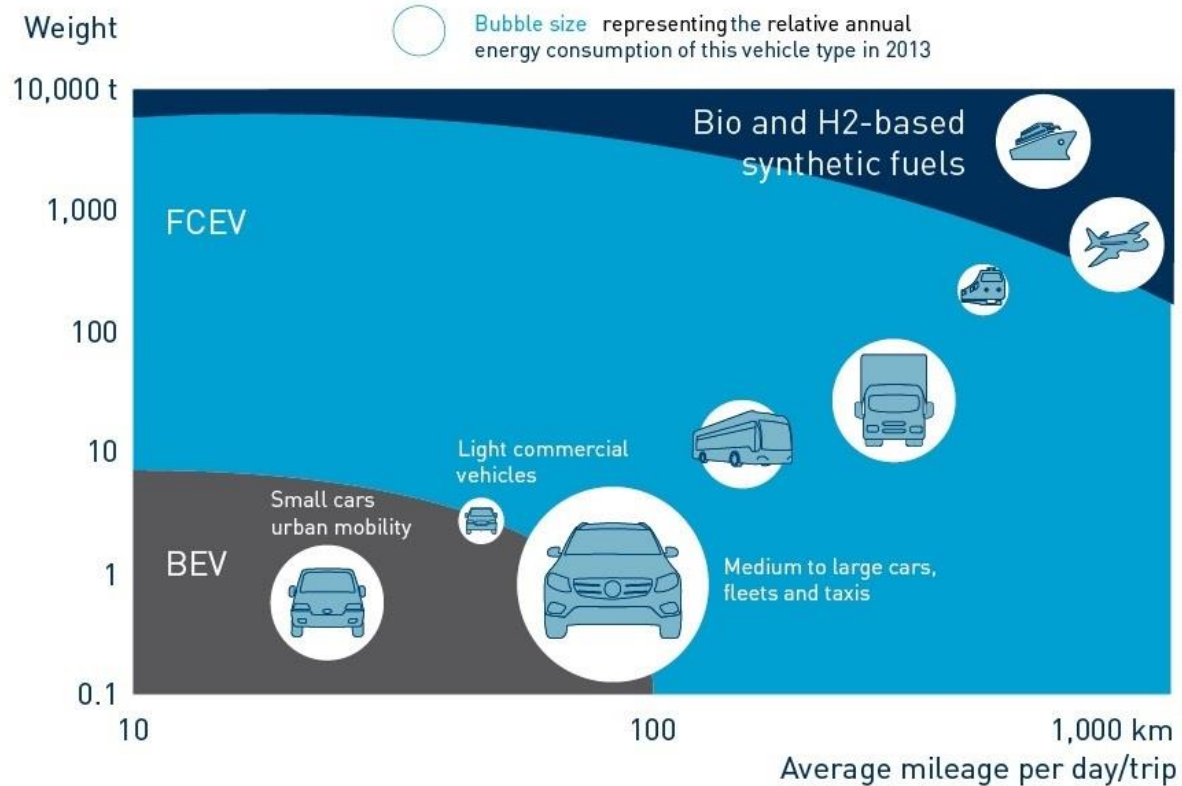 Weight
Bubble size representing the relative annual
energy consumption of this vehicle type in 2013
10,000 t
Bio and H2-based
synthetic fuels
1,000
FCEV
100
10
Light commercial
vehicles
Small cars
urban mobility
BEV
1
Medium to large cars,
fleets and taxis
0.1
10
100
1,000 km
Average mileage per day/trip